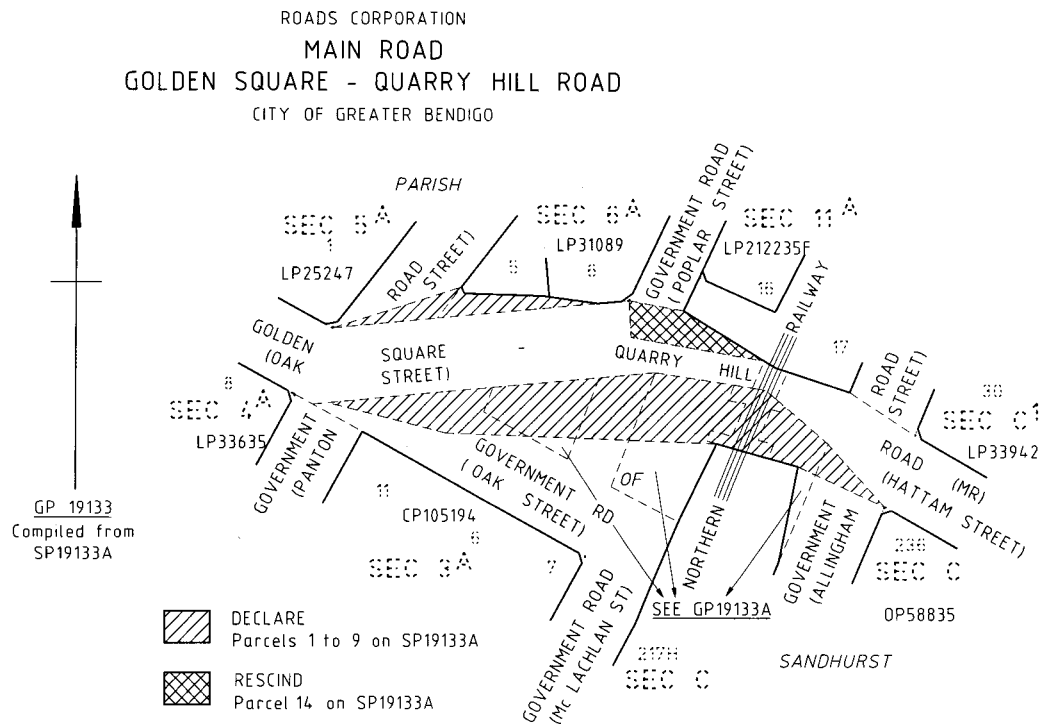 ROADS CORPORATION
MAIN ROAD
GOLDEN SQUARE - QUARRY HILL ROAD
CITY OF GREATER BENDIGO
PARISH
SEC 5A
1
LP25247
ROAD
STREET)
SEC 6A
LP31089
5
6
GOVERNMENT ROAD
(POPLAR STREET)
SEC 11A
LP212235F
16
RAILWAY
17
GOLDEN
(OAK
SQUARE
STREET)
-
QUARRY HILL
ROAD
STREET)
30
SEC C1
LP33942
ROAD (MR)
(HATTAM STREET)
8
SEC 4A
LP33635
GOVERNMENT
(PANTON
GOVERNMENT
(OAK STREET)
RD
OF
11
CP105194
6
SEC 3A
7
NORTHERN
GOVERNMENT
(ALLINGHAM
236
SEC C
OP58835
SEE GP19133A
GOVERNMENT ROAD
(Mc LACHLAN ST)
217H
SEC C
SANDHURST
GP 19133
Compiled from
SP19133A
DECLARE
Parcels 1 to 9 on SP19133A
RESCIND
Parcel 14 on SP19133A